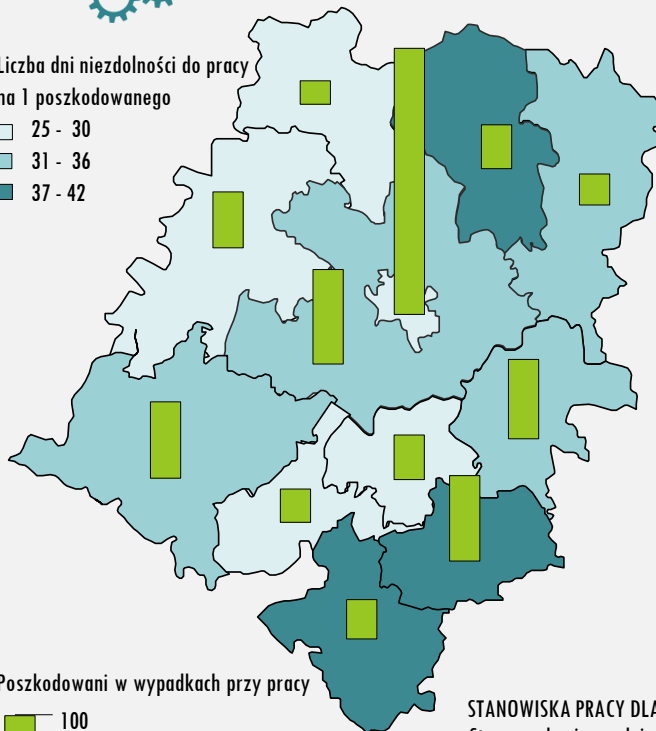 Liczba dni niezdolności do pracy
na 1 poszkodowanego
25 - 30
31 - 36
37 - 42
Poszkodowani w wypadkach przy pracy
100
STANOWISKA PRACY DLA